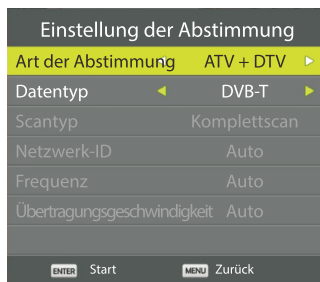 Einstellung der Abstimmung
Art der Abstimmung ATV + DTV
Datentyp DVB-T
Scantyp Komplettscan
Netzwerk-ID Auto
Frequenz Auto
Übertragungsgeschwindigkeit Auto
ENTER Start MENU Zurück